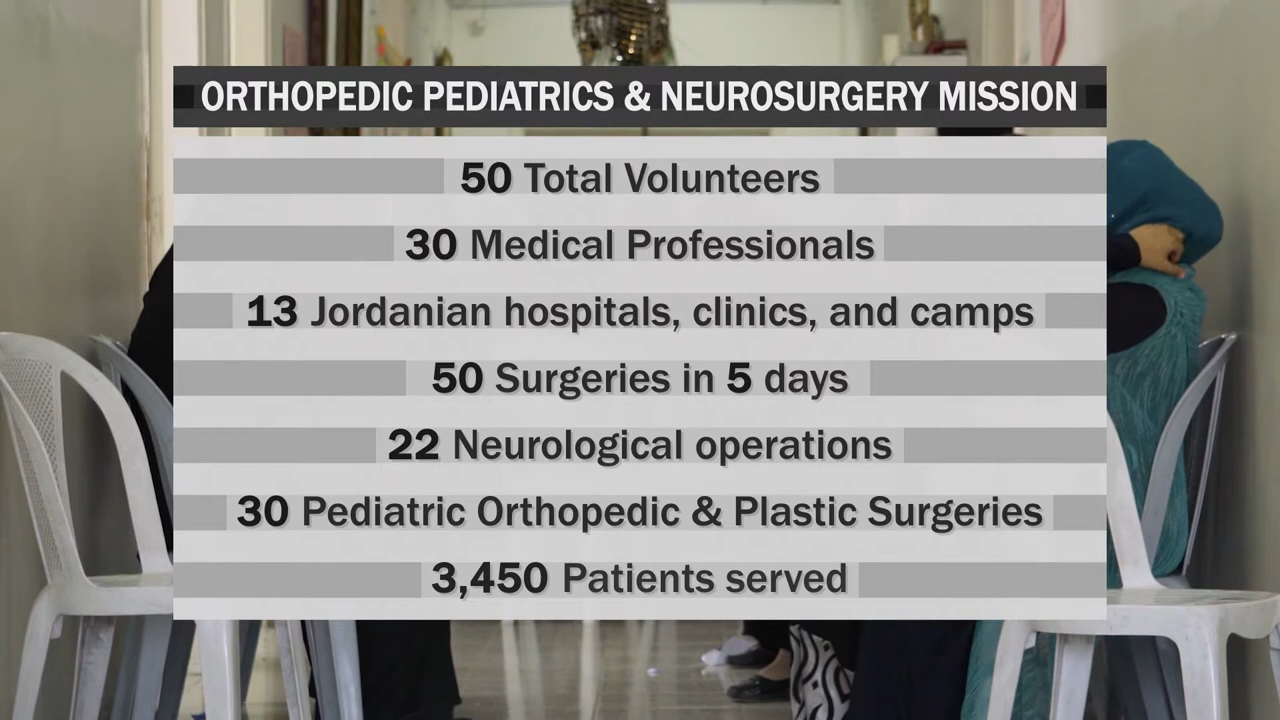 ORTHOPEDIC PEDIATRICS & NEUROSURGERY MISSION
50 Total Volunteers
30 Medical Professionals
13 Jordanian hospitals, clinics, and camps
50 Surgeries in 5 days
22 Neurological operations
30 Pediatric Orthopedic & Plastic Surgeries
3,450 Patients served